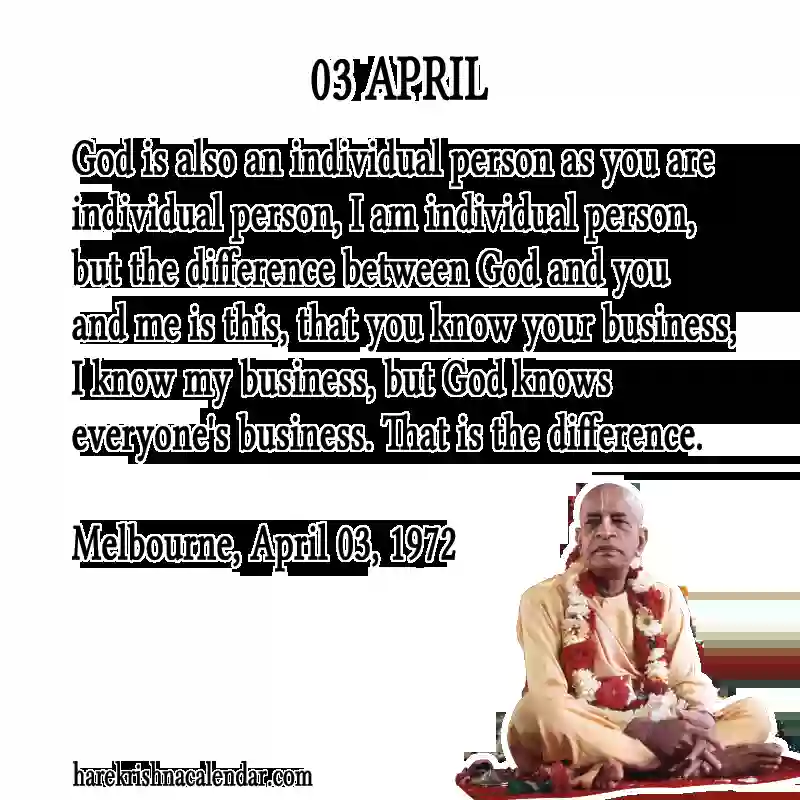 03 APRIL
God is also an individual person as you are
individual person, I am individual person,
but the difference between God and you
and me is this, that you know your business,
I know my business, but God knows
everyone's business. That is the difference.
Melbourne, April 03, 1972
harekrishnacalendar.com